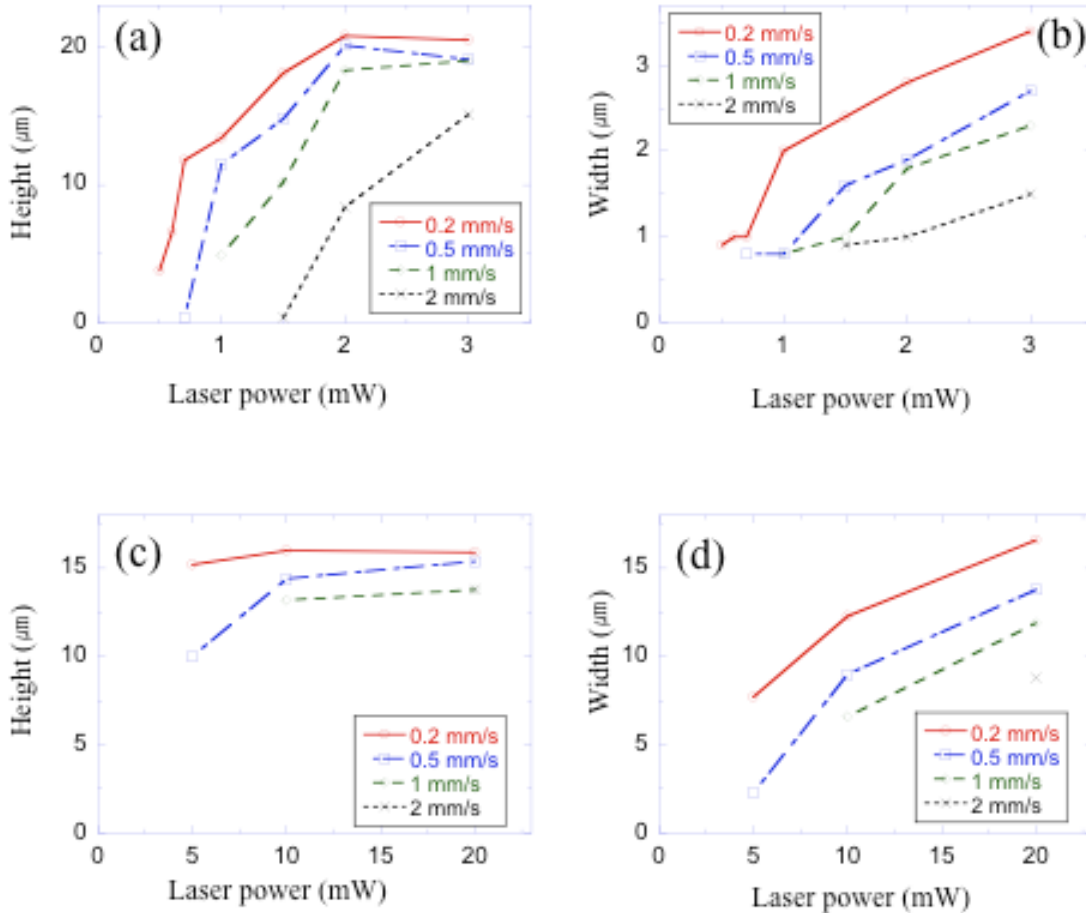 (a)
20
10
0
Height (㎛)
0.2 mm/s
0.5 mm/s
1 mm/s
2 mm/s
0 1 2 3
Laser power (mW)
(b)
3
2
1
0
Width (㎛)
0.2 mm/s
0.5 mm/s
1 mm/s
2 mm/s
1 2 3
Laser power (mW)
(c)
15
10
5
0
Height (㎛)
0.2 mm/s
0.5 mm/s
1 mm/s
2 mm/s
0 5 10 15 20
Laser power (mW)
(d)
15
10
5
0
Width (㎛)
0.2 mm/s
0.5 mm/s
1 mm/s
2 mm/s
0 5 10 15 20
Laser power (mW)